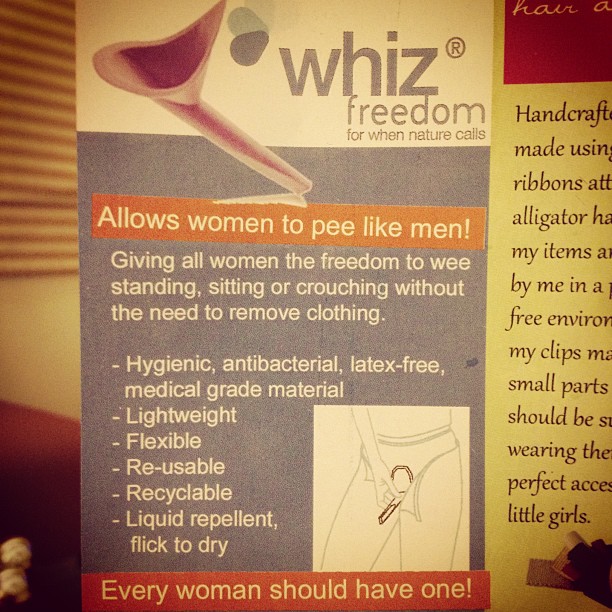 whiz®
freedom
for when nature calls
Allows women to pee like men!
Giving all women the freedom to wee
standing, sitting or crouching without
the need to remove clothing.
- Hygienic, antibacterial, latex-free,
medical grade material
- Lightweight
- Flexible
- Re-usable
- Recyclable
- Liquid repellent,
flick to dry
Every woman should have one!
hair a
Handcrafte
made using
ribbons att
alligator ha
my items ar
by me in a p
free environ
my clips ma
small parts
should be su
wearing the
perfect acces
little girls.